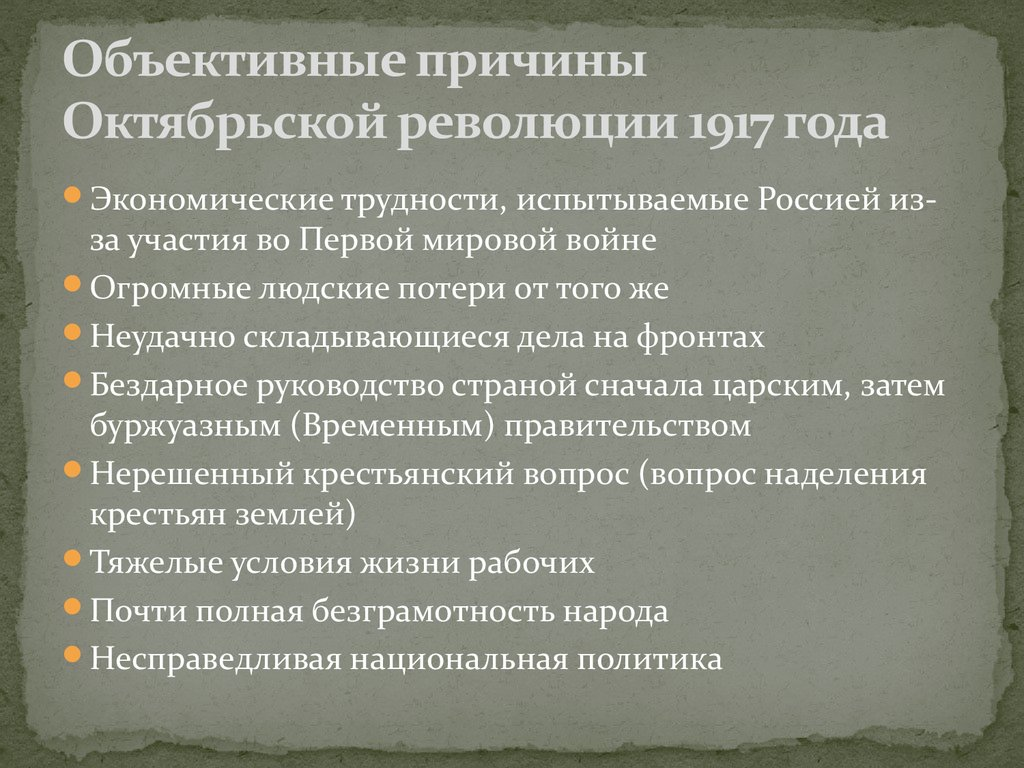 Объективные причины
Октябрьской революции 1917 года
Экономические трудности, испытываемые Россией из-
за участия во Первой мировой войне
Огромные людские потери от того же
Неудачно складывающиеся дела на фронтах
Бездарное руководство страной сначала царским, затем
буржуазным (Временным) правительством
Нерешенный крестьянский вопрос (вопрос наделения
крестьян землей)
Тяжелые условия жизни рабочих
Почти полная безграмотность народа
Несправедливая национальная политика